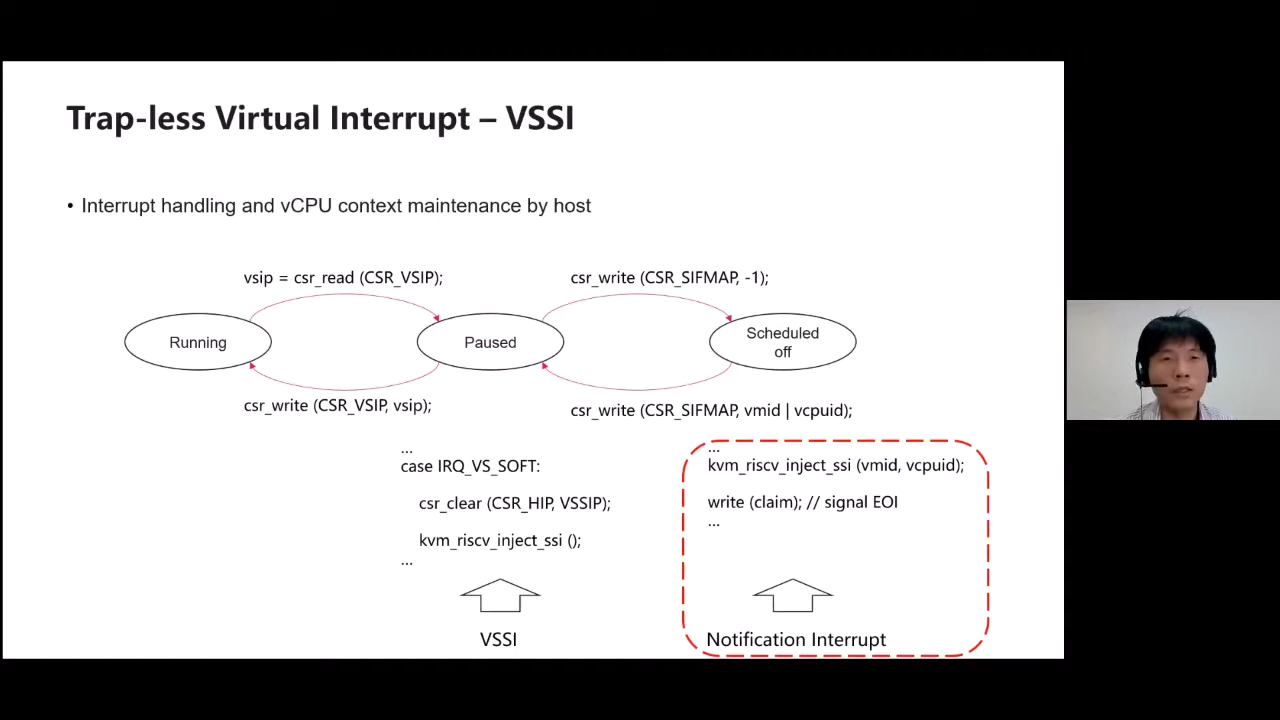 Trap-less Virtual Interrupt – VSSI
• Interrupt handling and vCPU context maintenance by host
vsip = csr_read (CSR_VSIP);
csr_write (CSR_SIFMAP, -1);
Running
Paused
Scheduled
off
csr_write (CSR_VSIP, vsip);
csr_write (CSR_SIFMAP, vmid | vcpuid);
...
case IRQ_VS_SOFT:
csr_clear (CSR_HIP, VSSIP);
kvm_riscv_inject_ssi ();
...
VSSI
...
kvm_riscv_inject_ssi (vmid, vcpuid);
write (claim); // signal EOI
...
Notification Interrupt